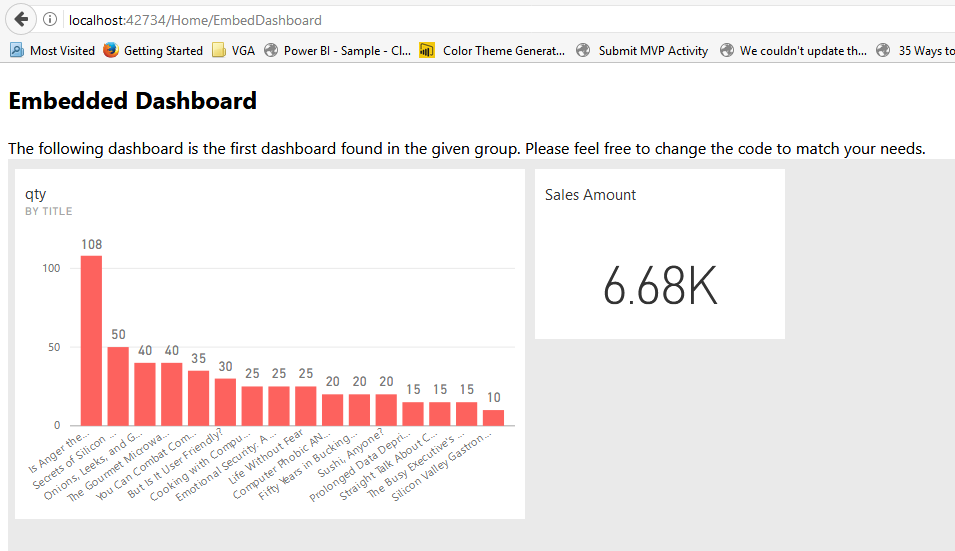 localhost:42734/Home/EmbedDashboard
Most Visited Getting Started VGA Power BI - Sample - Cl... Color Theme Generat... Submit MVP Activity We couldn't update th... 35 Ways to
Embedded Dashboard
The following dashboard is the first dashboard found in the given group. Please feel free to change the code to match your needs.
qty
BY TITLE
108
100
50
40
40
35
30
25
25
25
20
20
20
15
15
15
10
50
0
Is Anger the...
Secrets of Silicon ...
Onions, Leeks, and G...
The Gourmet Microwa...
You Can Combat Com...
But Is It User Friendly?
Cooking with Compu...
Emotional Security: A ...
Life Without Fear
Computer Phobic AN...
Fifty Years in Bucking...
Sushi, Anyone?
Prolonged Data Depri...
Straight Talk About C...
The Busy Executive's ...
Silicon Valley Gastron...
Sales Amount
6.68K